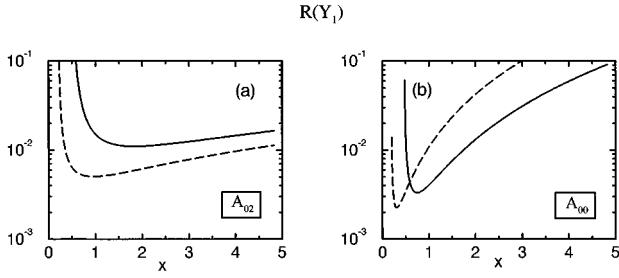 R(Y₁)
10⁻¹ 10⁻¹
(a) (b)
10⁻² 10⁻²
A₀₂ A₀₀
10⁻³ 10⁻³
0 1 2 3 4 5 0 1 2 3 4 5
x x